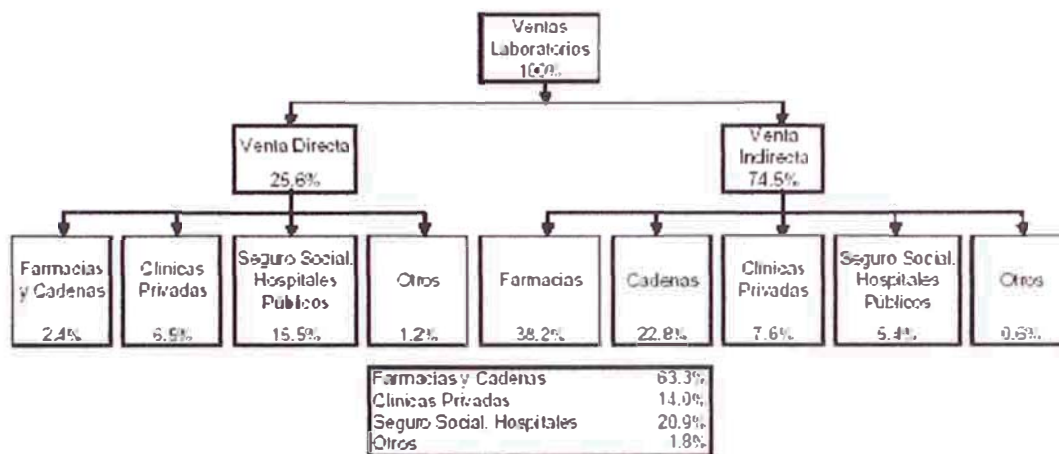 Ventas
Laboratorios
100%
Venta Directa
25.6%
Venta
Indirecta
74.5%
Farmacias
y Cadenas
2.4%
Clinicas
Privadas
6.5%
Seguro Social.
Hospitales
Públicos
15.5%
Otros
1.2%
Farmacias
38.2%
Cadenas
22.8%
Clinicas
Privadas
7.6%
Seguro Social.
Hospitales
Públicos
5.4%
Otros
0.6%
Farmacias y Cadenas 63.3%
Clinicas Privadas 14.0%
Seguro Social. Hospitales 20.9%
Otros 1.8%